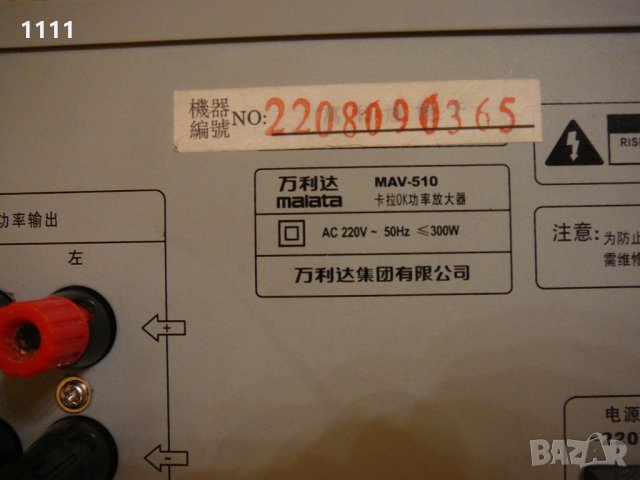 1111
機器
編號
NO: 2208090365
RISI
万利达 MAV-510
malata 卡拉OK功率放大器
AC 220V ~ 50Hz ≤300W
万利达集团有限公司
功率输出
左
注意: 为防止
需维修
+
-
电源
220
BAZAR